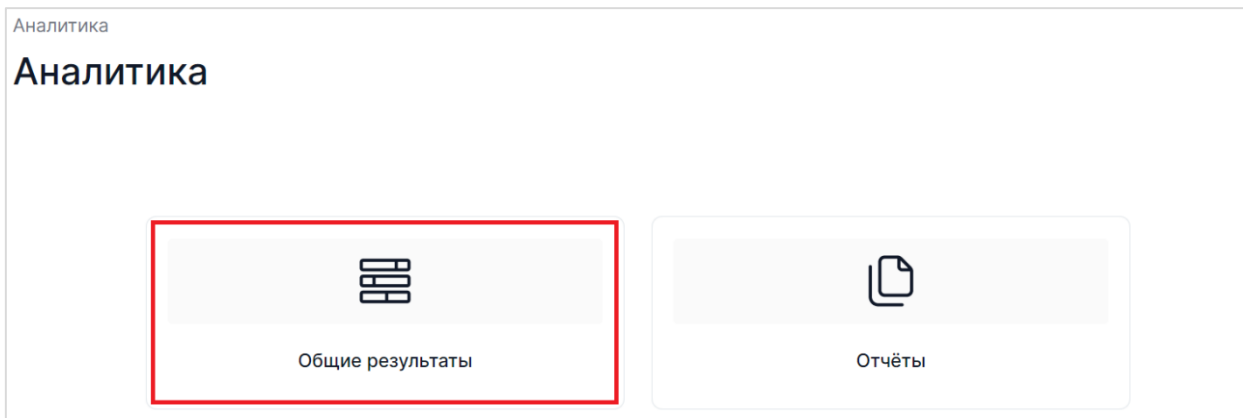 Аналитика
Аналитика
Общие результаты
Отчёты